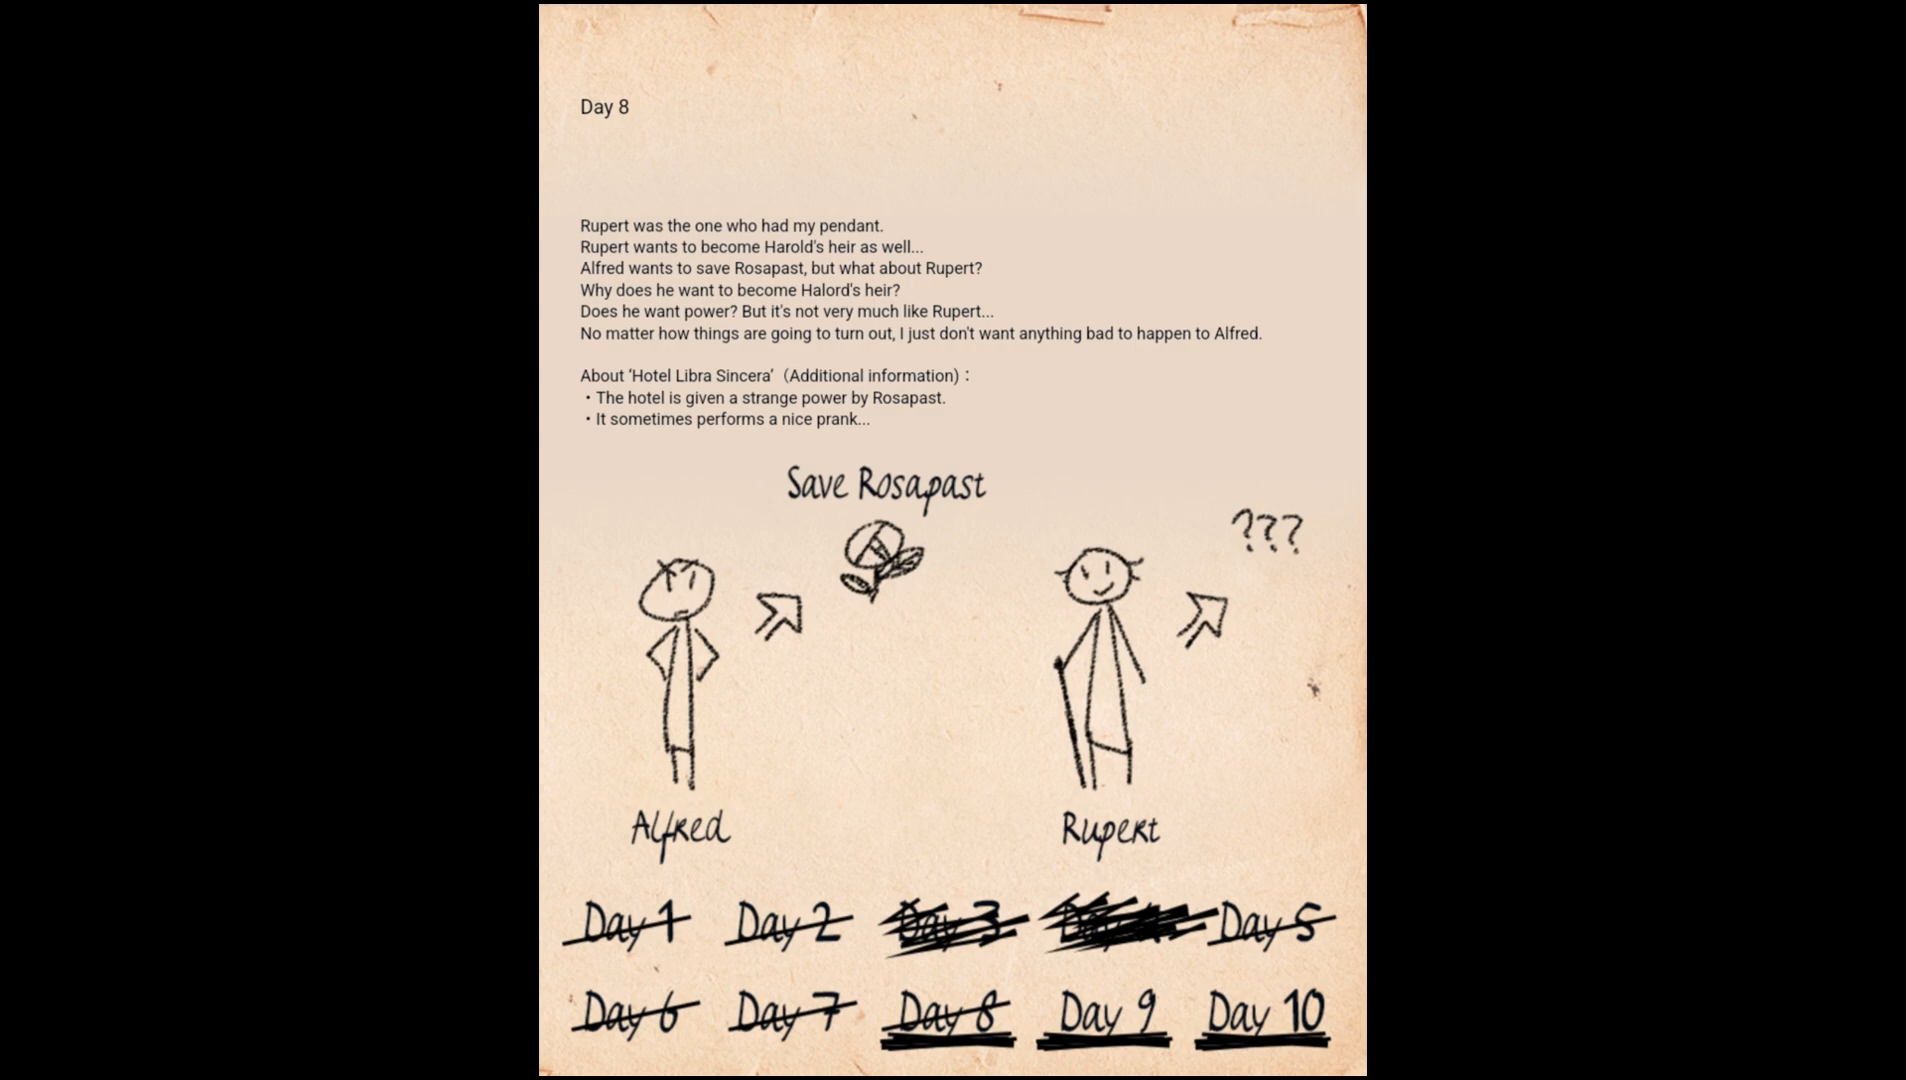 Day 8
Rupert was the one who had my pendant.
Rupert wants to become Harold's heir as well...
Alfred wants to save Rosapast, but what about Rupert?
Why does he want to become Halord's heir?
Does he want power? But it's not very much like Rupert...
No matter how things are going to turn out, I just don't want anything bad to happen to Alfred.
About ‘Hotel Libra Sincera’（Additional information)：
・The hotel is given a strange power by Rosapast.
・It sometimes performs a nice prank...
Save Rosapast
???
Alfred
Rupert
Day 1 Day 2 Day 3 Day 5
Day 6 Day 7 Day 8 Day 9 Day 10